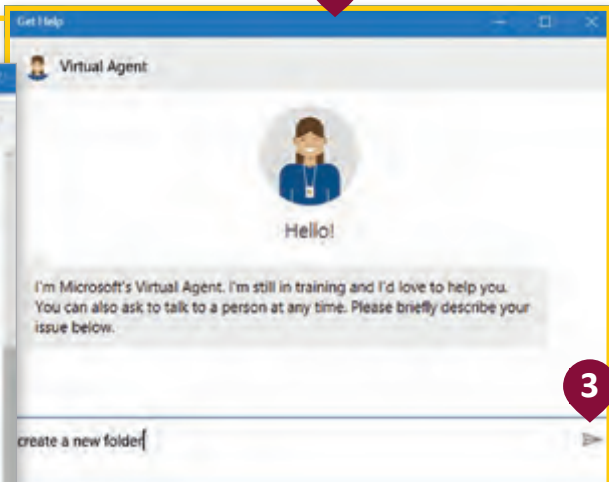 Get Help
Virtual Agent
Hello!
I'm Microsoft's Virtual Agent. I'm still in training and I'd love to help you.
You can also ask to talk to a person at any time. Please briefly describe your
issue below.
3
create a new folder